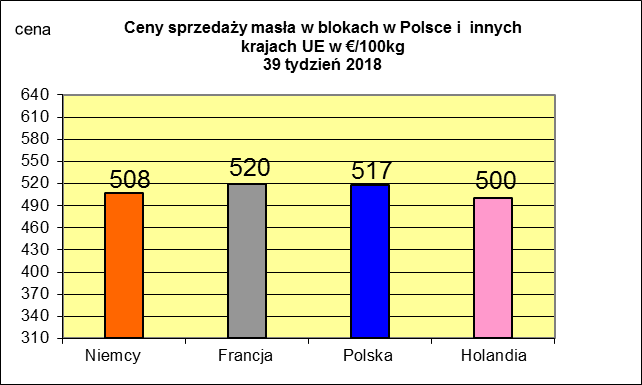 cena
Ceny sprzedaży masła w blokach w Polsce i  innych
krajach UE w €/100kg
39 tydzień 2018
640
610
580
550
520
490
460
430
400
370
340
310
508
520
517
500
Niemcy
Francja
Polska
Holandia